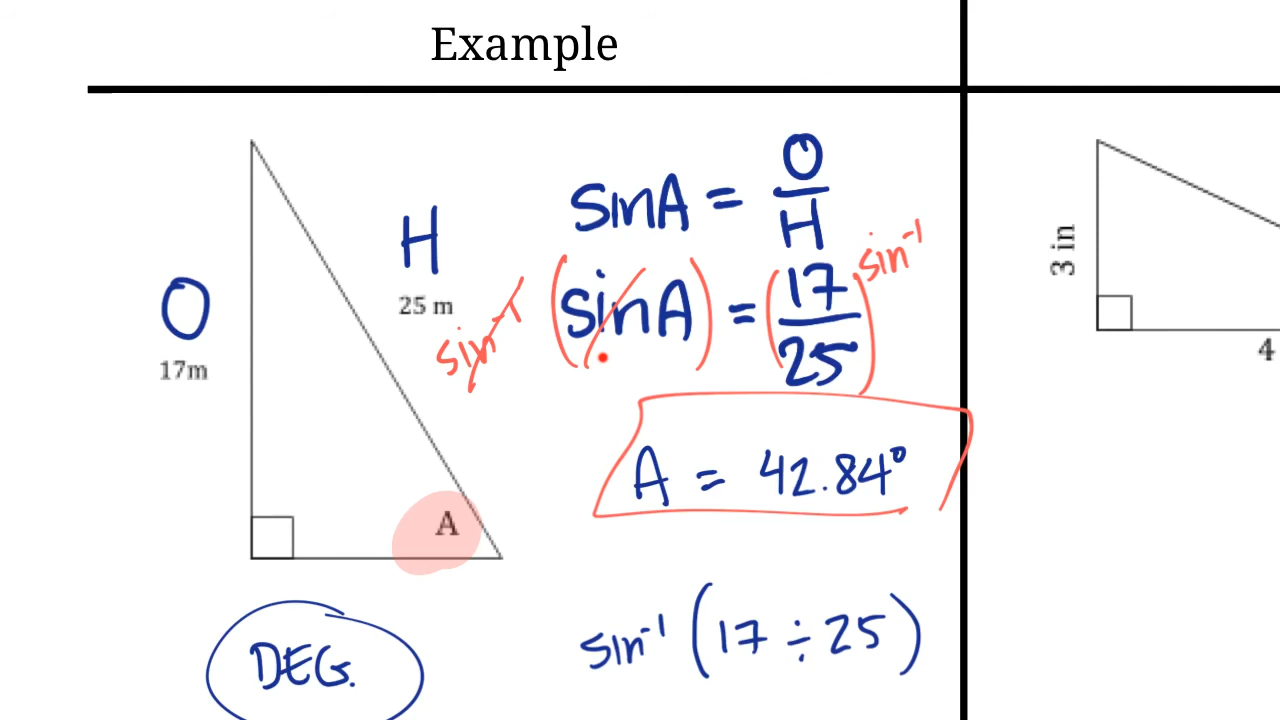 Example
sinA = O/H
H
25 m
O
17m
sin⁻¹ (sinA) = (17/25) sin⁻¹
A = 42.84°
A
DEG.
sin⁻¹ (17 ÷ 25)
3 in
4